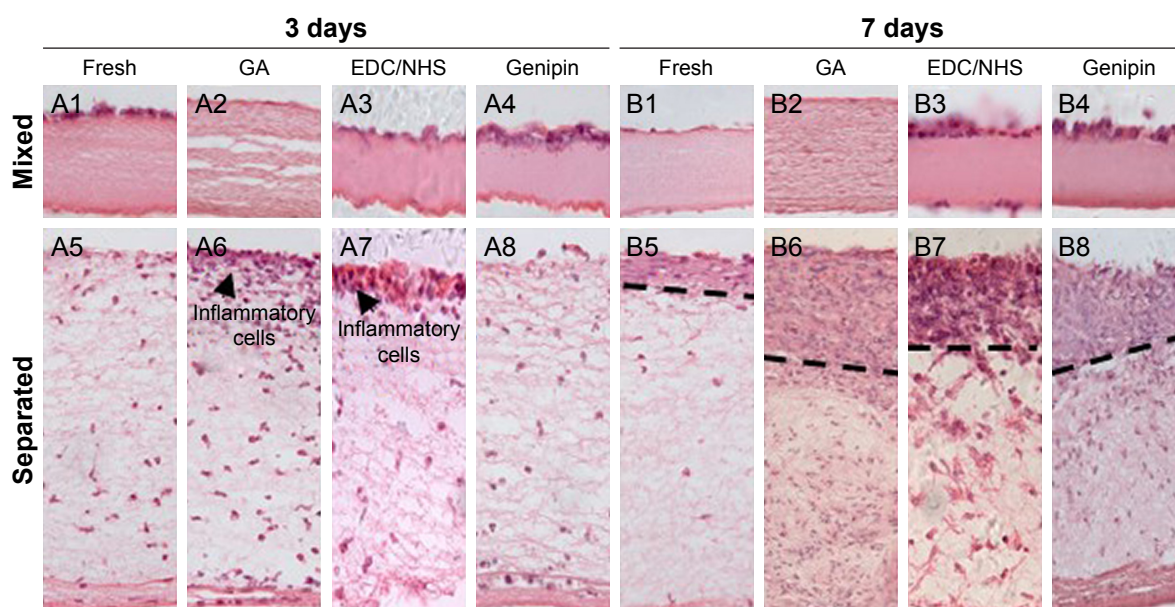 3 days 7 days
Fresh GA EDC/NHS Genipin Fresh GA EDC/NHS Genipin
Mixed
A1 A2 A3 A4 B1 B2 B3 B4
Separated
A5 A6 A7 A8 B5 B6 B7 B8
Inflammatory
cells
Inflammatory
cells